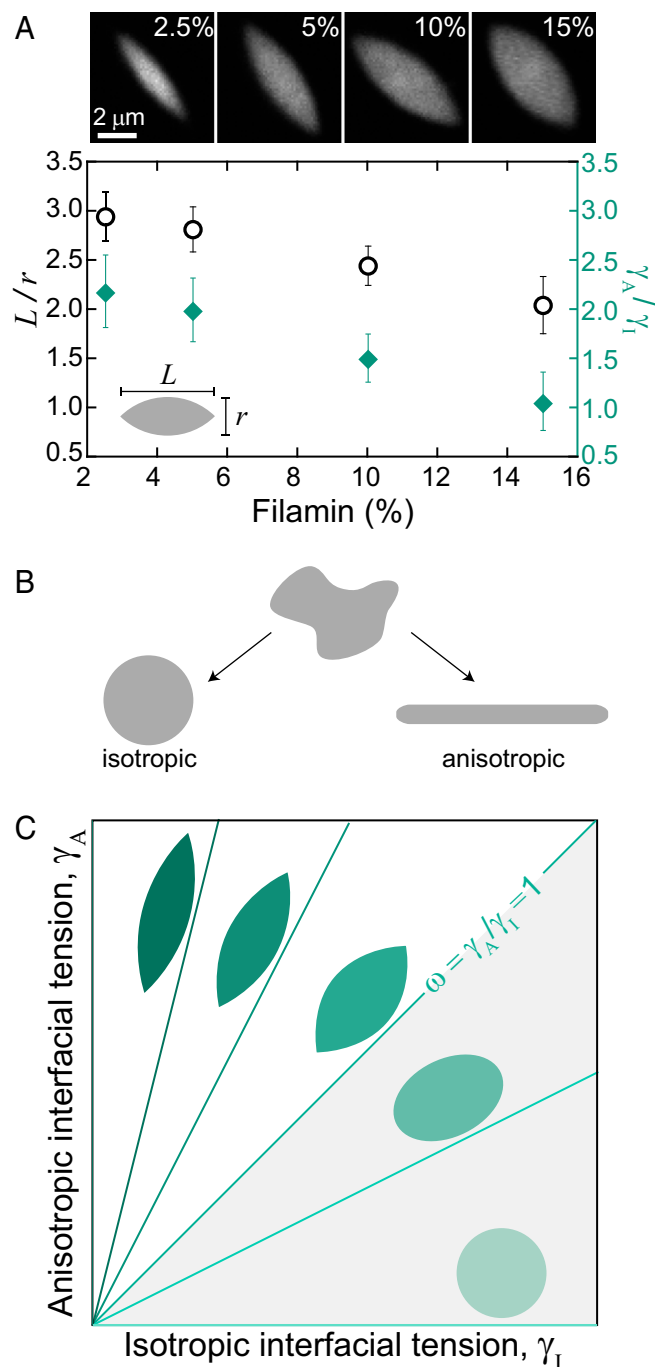 A
2.5%
5%
10%
15%
2 μm
3.5
3.0
2.5
2.0
1.5
1.0
0.5
L / r
3.5
3.0
2.5
2.0
1.5
1.0
0.5
γA / γI
L
r
2
4
6
8
10
12
14
16
Filamin (%)
B
isotropic
anisotropic
C
Anisotropic interfacial tension, γA
ω = γA/γI = 1
Isotropic interfacial tension, γI